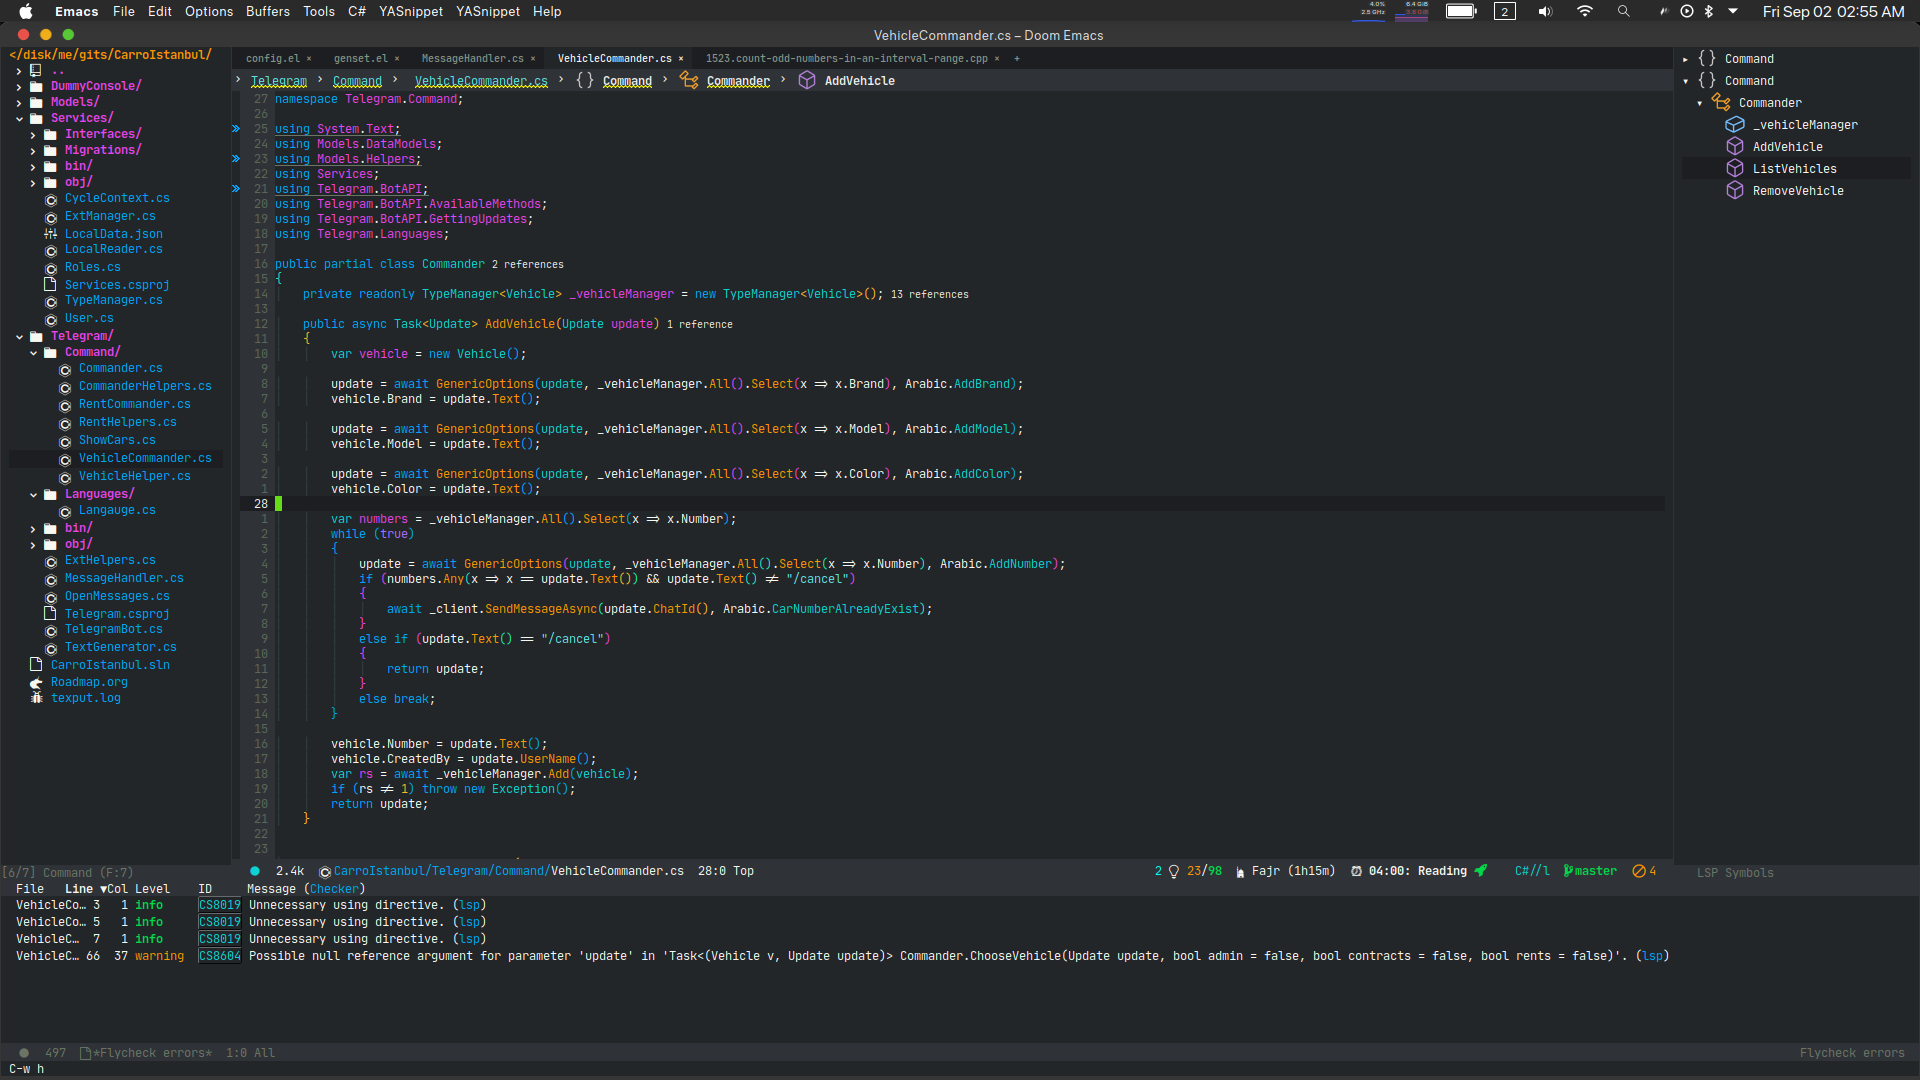 Emacs File Edit Options Buffers Tools C# YASnippet YASnippet Help
4.0%
2.5 GHz
6.4 GiB
2
Fri Sep 02 02:55 AM
VehicleCommander.cs – Doom Emacs
</disk/me/gits/CarroIstanbul/
..
DummyConsole/
Models/
Services/
Interfaces/
Migrations/
bin/
obj/
CycleContext.cs
ExtManager.cs
LocalData.json
LocalReader.cs
Roles.cs
Services.csproj
TypeManager.cs
User.cs
Telegram/
Command/
Commander.cs
CommanderHelpers.cs
RentCommander.cs
RentHelpers.cs
ShowCars.cs
VehicleCommander.cs
VehicleHelper.cs
Languages/
Langauge.cs
bin/
obj/
ExtHelpers.cs
MessageHandler.cs
OpenMessages.cs
Telegram.csproj
TelegramBot.cs
TextGenerator.cs
CarroIstanbul.sln
Roadmap.org
texput.log
[6/7] Command (F:7)
config.el × genset.el × MessageHandler.cs × VehicleCommander.cs × 1523.count-odd-numbers-in-an-interval-range.cpp × +
› Telegram › Command › VehicleCommander.cs › {} Command › Commander › AddVehicle
27 namespace Telegram.Command;
26
25 using System.Text;
24 using Models.DataModels;
23 using Models.Helpers;
22 using Services;
21 using Telegram.BotAPI;
20 using Telegram.BotAPI.AvailableMethods;
19 using Telegram.BotAPI.GettingUpdates;
18 using Telegram.Languages;
17
16 public partial class Commander 2 references
15 {
14 private readonly TypeManager<Vehicle> _vehicleManager = new TypeManager<Vehicle>(); 13 references
13
12 public async Task<Update> AddVehicle(Update update) 1 reference
11 {
10 var vehicle = new Vehicle();
9
8 update = await GenericOptions(update, _vehicleManager.All().Select(x => x.Brand), Arabic.AddBrand);
7 vehicle.Brand = update.Text();
6
5 update = await GenericOptions(update, _vehicleManager.All().Select(x => x.Model), Arabic.AddModel);
4 vehicle.Model = update.Text();
3
2 update = await GenericOptions(update, _vehicleManager.All().Select(x => x.Color), Arabic.AddColor);
1 vehicle.Color = update.Text();
28
1 var numbers = _vehicleManager.All().Select(x => x.Number);
2 while (true)
3 {
4 update = await GenericOptions(update, _vehicleManager.All().Select(x => x.Number), Arabic.AddNumber);
5 if (numbers.Any(x => x == update.Text()) && update.Text() != "/cancel")
6 {
7 await _client.SendMessageAsync(update.ChatId(), Arabic.CarNumberAlreadyExist);
8 }
9 else if (update.Text() == "/cancel")
10 {
11 return update;
12 }
13 else break;
14 }
15
16 vehicle.Number = update.Text();
17 vehicle.CreatedBy = update.UserName();
18 var rs = await _vehicleManager.Add(vehicle);
19 if (rs != 1) throw new Exception();
20 return update;
21 }
22
23
{} Command
{} Command
Commander
_vehicleManager
AddVehicle
ListVehicles
RemoveVehicle
LSP Symbols
2.4k CarroIstanbul/Telegram/Command/VehicleCommander.cs 28:0 Top 2 23/98 Fajr (1h15m) 04:00: Reading C#//l master 4
File Line ▼Col Level ID Message (Checker)
VehicleCo… 3 1 info CS8019 Unnecessary using directive. (lsp)
VehicleCo… 5 1 info CS8019 Unnecessary using directive. (lsp)
VehicleC… 7 1 info CS8019 Unnecessary using directive. (lsp)
VehicleC… 66 37 warning CS8604 Possible null reference argument for parameter 'update' in 'Task<(Vehicle v, Update update)> Commander.ChooseVehicle(Update update, bool admin = false, bool contracts = false, bool rents = false)'. (lsp)
497 *Flycheck errors* 1:0 All Flycheck errors
C-w h